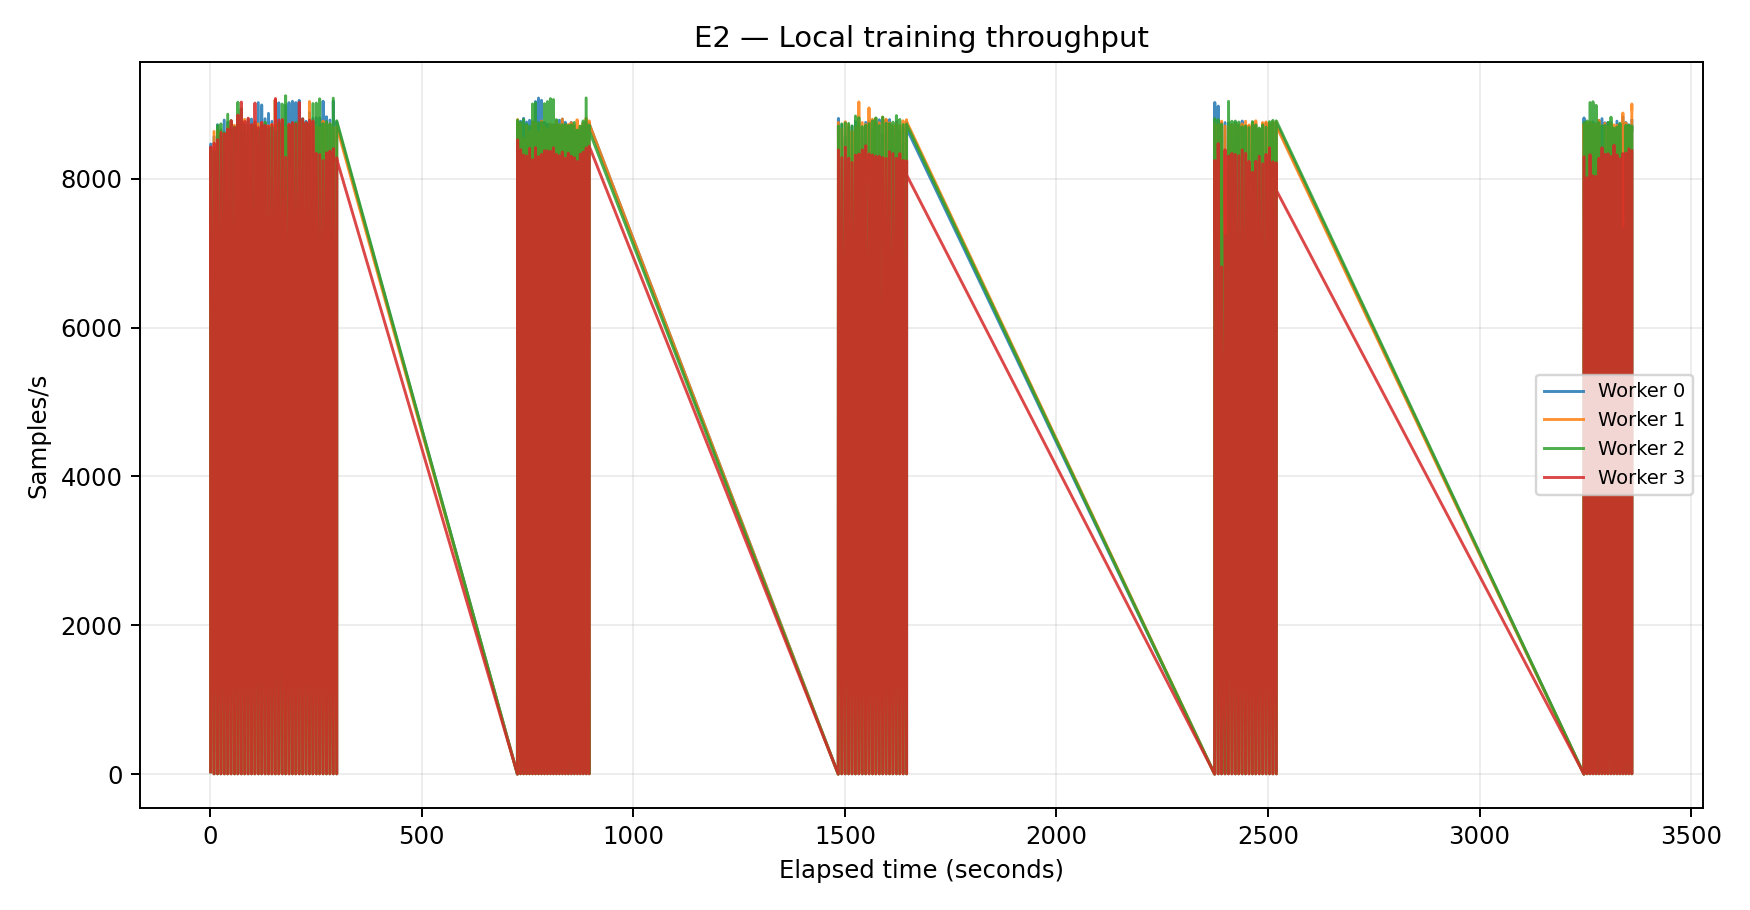 E2 — Local training throughput
Samples/s
8000
6000
4000
2000
0
Worker 0
Worker 1
Worker 2
Worker 3
0 500 1000 1500 2000 2500 3000 3500
Elapsed time (seconds)